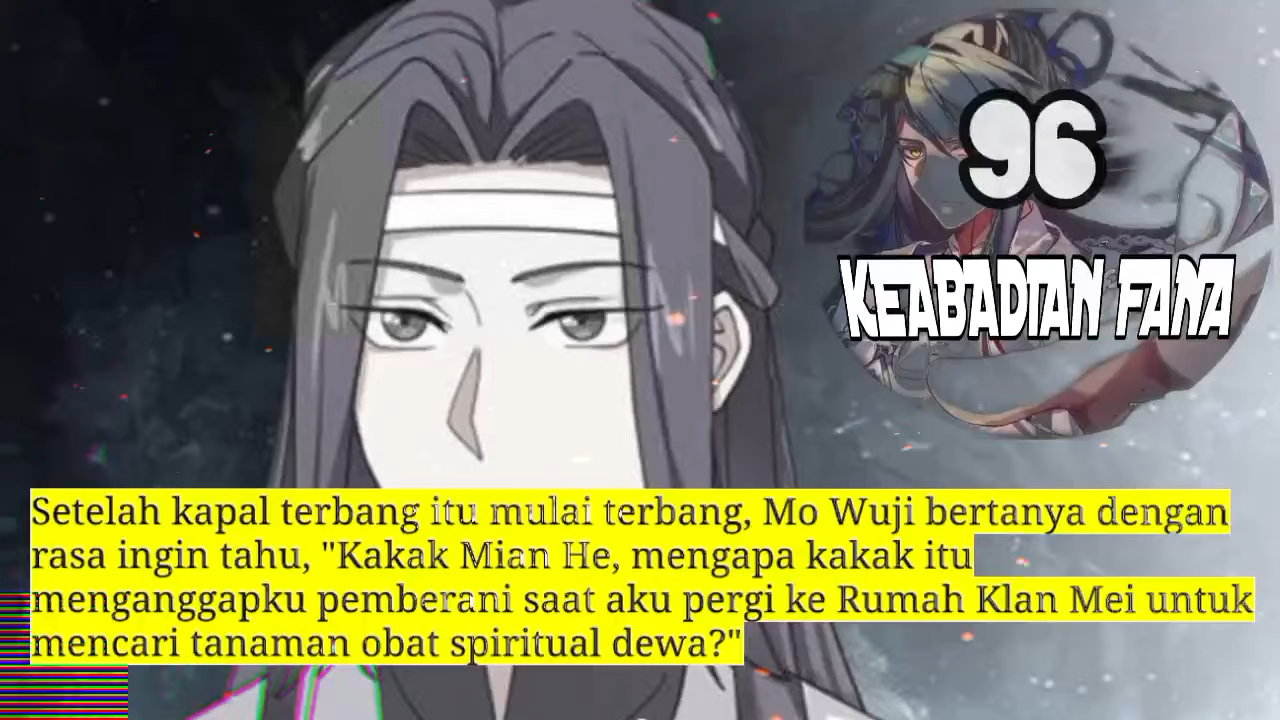 96
KEABADIAN FANA
Setelah kapal terbang itu mulai terbang, Mo Wuji bertanya dengan
rasa ingin tahu, "Kakak Mian He, mengapa kakak itu
menganggapku pemberani saat aku pergi ke Rumah Klan Mei untuk
mencari tanaman obat spiritual dewa?"